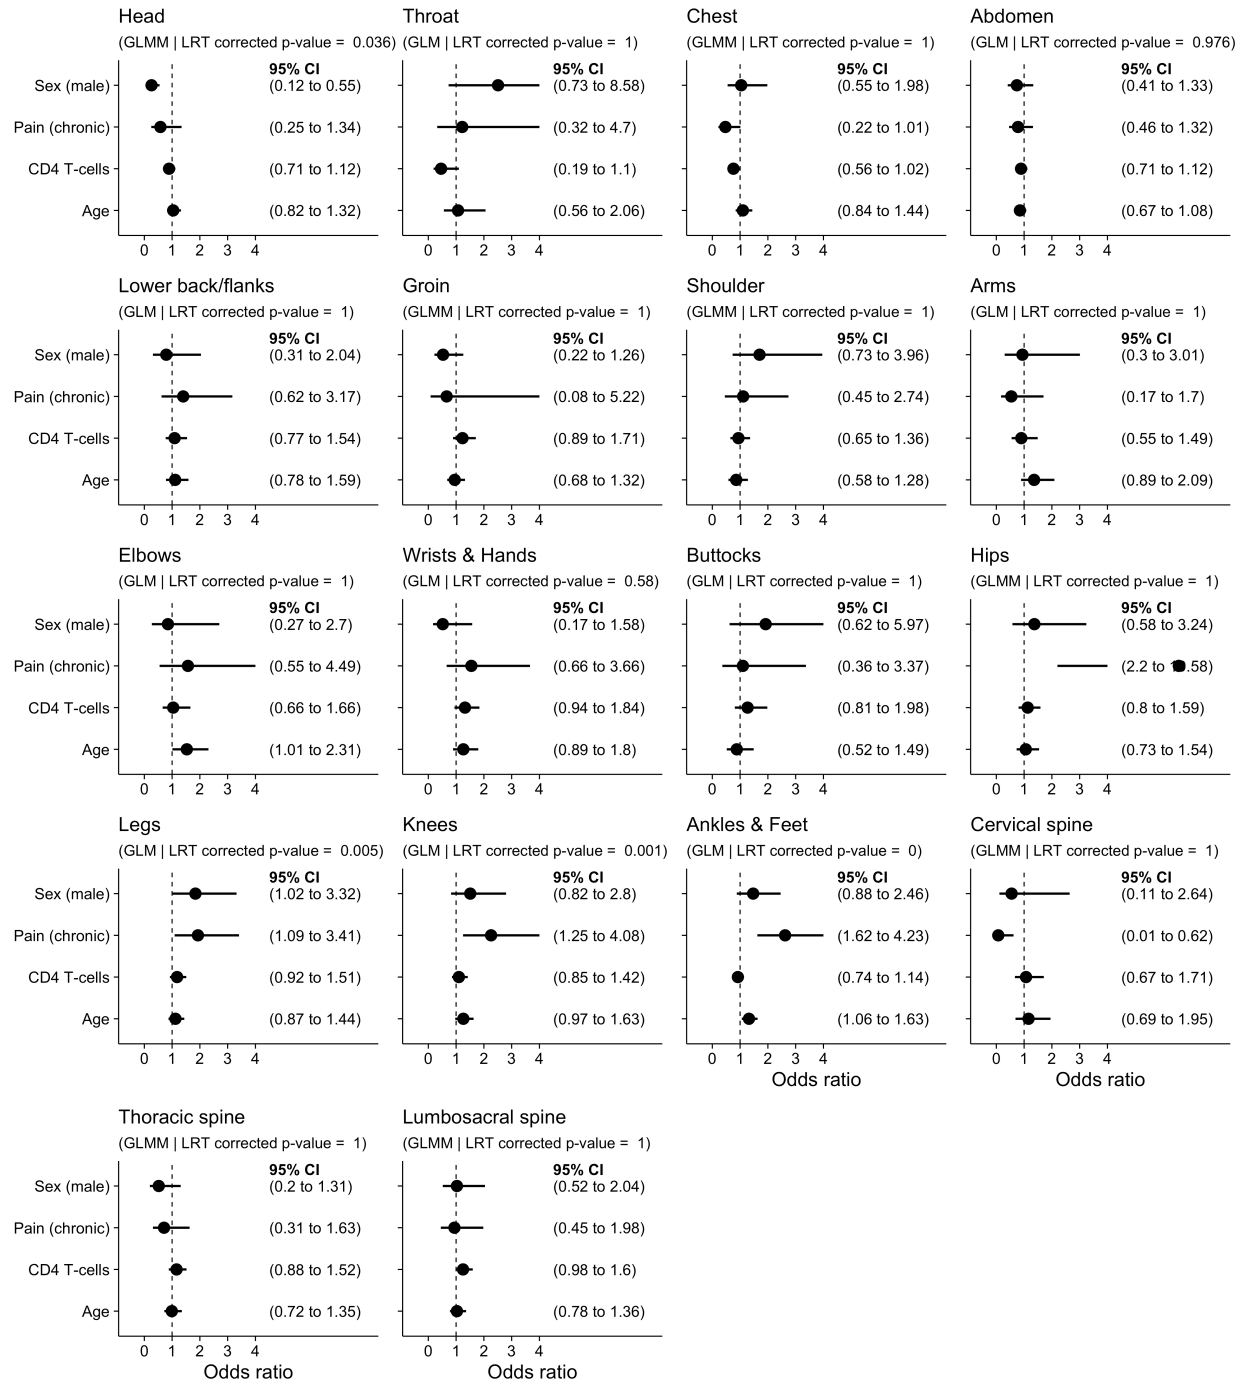 Head
(GLMM | LRT corrected p-value =  0.036)
95% CI
Sex (male)
(0.12 to 0.55)
Pain (chronic)
(0.25 to 1.34)
CD4 T-cells
(0.71 to 1.12)
Age
(0.82 to 1.32)
0 1 2 3 4
Throat
(GLM | LRT corrected p-value =  1)
95% CI
(0.73 to 8.58)
(0.32 to 4.7)
(0.19 to 1.1)
(0.56 to 2.06)
0 1 2 3 4
Chest
(GLMM | LRT corrected p-value =  1)
95% CI
(0.55 to 1.98)
(0.22 to 1.01)
(0.56 to 1.02)
(0.84 to 1.44)
0 1 2 3 4
Abdomen
(GLM | LRT corrected p-value =  0.976)
95% CI
(0.41 to 1.33)
(0.46 to 1.32)
(0.71 to 1.12)
(0.67 to 1.08)
0 1 2 3 4
Lower back/flanks
(GLM | LRT corrected p-value =  1)
95% CI
Sex (male)
(0.31 to 2.04)
Pain (chronic)
(0.62 to 3.17)
CD4 T-cells
(0.77 to 1.54)
Age
(0.78 to 1.59)
0 1 2 3 4
Groin
(GLMM | LRT corrected p-value =  1)
95% CI
(0.22 to 1.26)
(0.08 to 5.22)
(0.89 to 1.71)
(0.68 to 1.32)
0 1 2 3 4
Shoulder
(GLMM | LRT corrected p-value =  1)
95% CI
(0.73 to 3.96)
(0.45 to 2.74)
(0.65 to 1.36)
(0.58 to 1.28)
0 1 2 3 4
Arms
(GLM | LRT corrected p-value =  1)
95% CI
(0.3 to 3.01)
(0.17 to 1.7)
(0.55 to 1.49)
(0.89 to 2.09)
0 1 2 3 4
Elbows
(GLM | LRT corrected p-value =  1)
95% CI
Sex (male)
(0.27 to 2.7)
Pain (chronic)
(0.55 to 4.49)
CD4 T-cells
(0.66 to 1.66)
Age
(1.01 to 2.31)
0 1 2 3 4
Wrists & Hands
(GLM | LRT corrected p-value =  0.58)
95% CI
(0.17 to 1.58)
(0.66 to 3.66)
(0.94 to 1.84)
(0.89 to 1.8)
0 1 2 3 4
Buttocks
(GLM | LRT corrected p-value =  1)
95% CI
(0.62 to 5.97)
(0.36 to 3.37)
(0.81 to 1.98)
(0.52 to 1.49)
0 1 2 3 4
Hips
(GLMM | LRT corrected p-value =  1)
95% CI
(0.58 to 3.24)
(2.2 to
(0.8 to 1.59)
(0.73 to 1.54)
0 1 2 3 4
Legs
(GLM | LRT corrected p-value =  0.005)
95% CI
Sex (male)
(1.02 to 3.32)
Pain (chronic)
(1.09 to 3.41)
CD4 T-cells
(0.92 to 1.51)
Age
(0.87 to 1.44)
0 1 2 3 4
Knees
(GLM | LRT corrected p-value =  0.001)
95% CI
(0.82 to 2.8)
(1.25 to 4.08)
(0.85 to 1.42)
(0.97 to 1.63)
0 1 2 3 4
Ankles & Feet
(GLM | LRT corrected p-value =  0)
95% CI
(0.88 to 2.46)
(1.62 to 4.23)
(0.74 to 1.14)
(1.06 to 1.63)
0 1 2 3 4
Odds ratio
Cervical spine
(GLMM | LRT corrected p-value =  1)
95% CI
(0.11 to 2.64)
(0.01 to 0.62)
(0.67 to 1.71)
(0.69 to 1.95)
0 1 2 3 4
Odds ratio
Thoracic spine
(GLMM | LRT corrected p-value =  1)
95% CI
Sex (male)
(0.2 to 1.31)
Pain (chronic)
(0.31 to 1.63)
CD4 T-cells
(0.88 to 1.52)
Age
(0.72 to 1.35)
0 1 2 3 4
Odds ratio
Lumbosacral spine
(GLMM | LRT corrected p-value =  1)
95% CI
(0.52 to 2.04)
(0.45 to 1.98)
(0.98 to 1.6)
(0.78 to 1.36)
0 1 2 3 4
Odds ratio